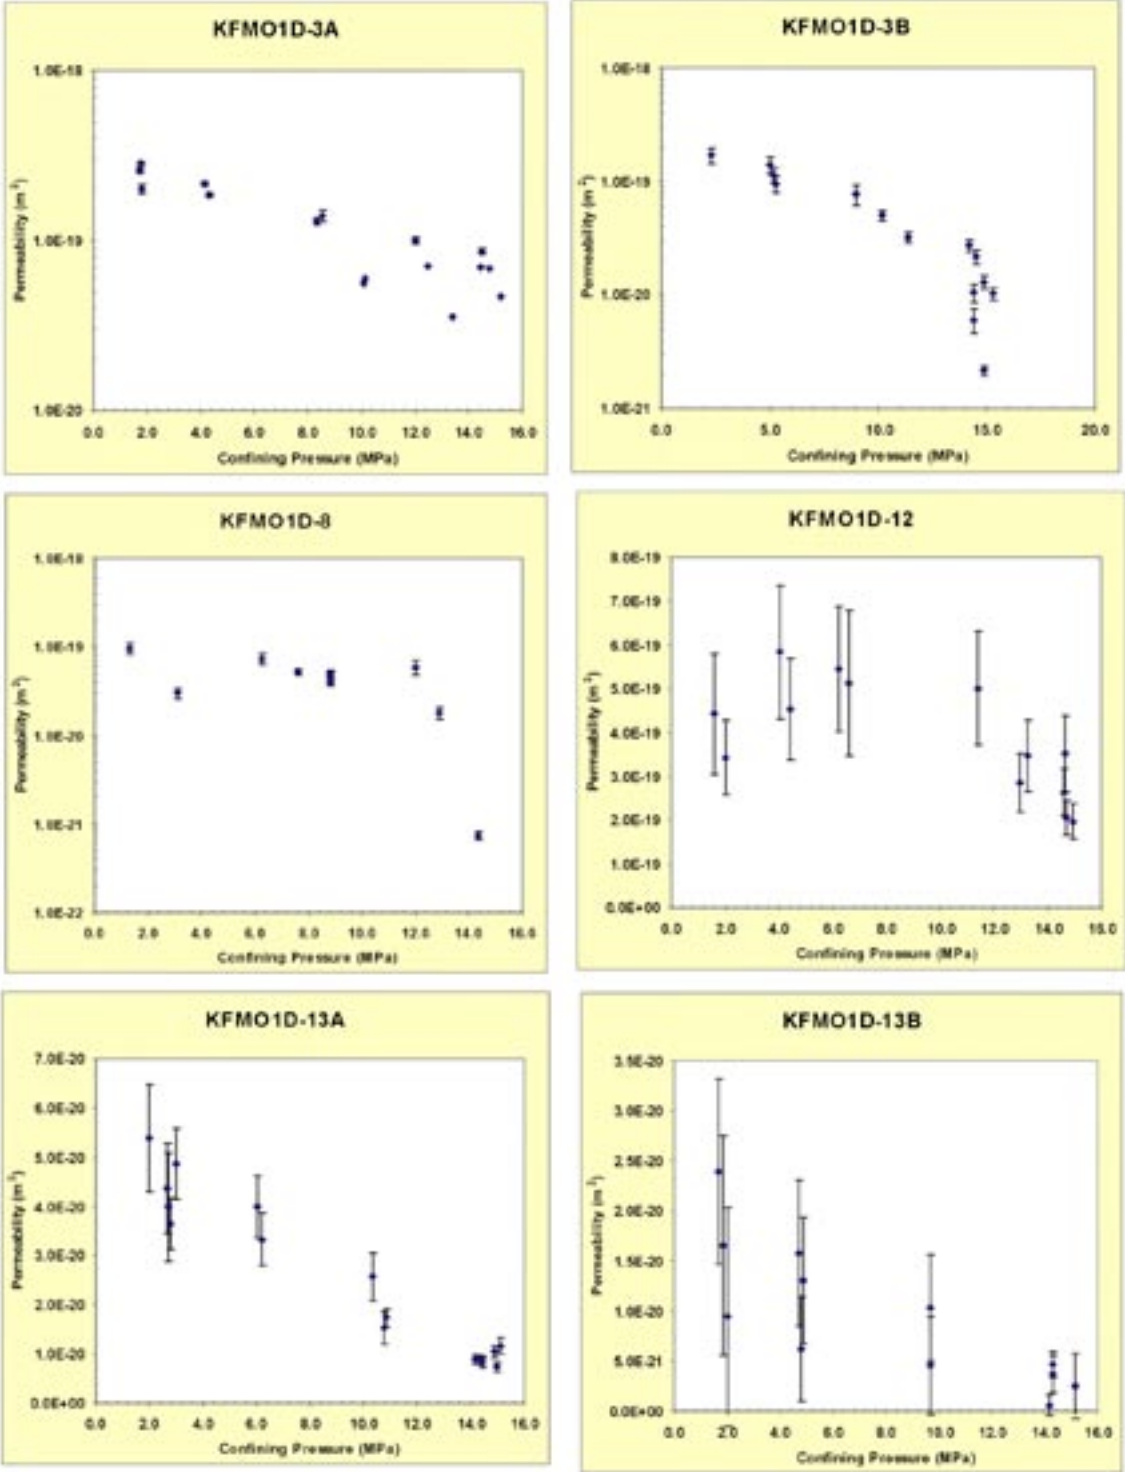 KFMO1D-3A
1.0E-18
1.0E-19
1.0E-20
Permeability (m²)
0.0 2.0 4.0 6.0 8.0 10.0 12.0 14.0 16.0
Confining Pressure (MPa)
KFMO1D-3B
1.0E-18
1.0E-19
1.0E-20
1.0E-21
Permeability (m²)
0.0 5.0 10.0 15.0 20.0
Confining Pressure (MPa)
KFMO1D-8
1.0E-18
1.0E-19
1.0E-20
1.0E-21
1.0E-22
Permeability (m²)
0.0 2.0 4.0 6.0 8.0 10.0 12.0 14.0 16.0
Confining Pressure (MPa)
KFMO1D-12
8.0E-19
7.0E-19
6.0E-19
5.0E-19
4.0E-19
3.0E-19
2.0E-19
1.0E-19
0.0E+00
Permeability (m²)
0.0 2.0 4.0 6.0 8.0 10.0 12.0 14.0 16.0
Confining Pressure (MPa)
KFMO1D-13A
7.0E-20
6.0E-20
5.0E-20
4.0E-20
3.0E-20
2.0E-20
1.0E-20
0.0E+00
Permeability (m²)
0.0 2.0 4.0 6.0 8.0 10.0 12.0 14.0 16.0
Confining Pressure (MPa)
KFMO1D-13B
3.5E-20
3.0E-20
2.5E-20
2.0E-20
1.5E-20
1.0E-20
5.0E-21
0.0E+00
Permeability (m²)
0.0 2.0 4.0 6.0 8.0 10.0 12.0 14.0 16.0
Confining Pressure (MPa)